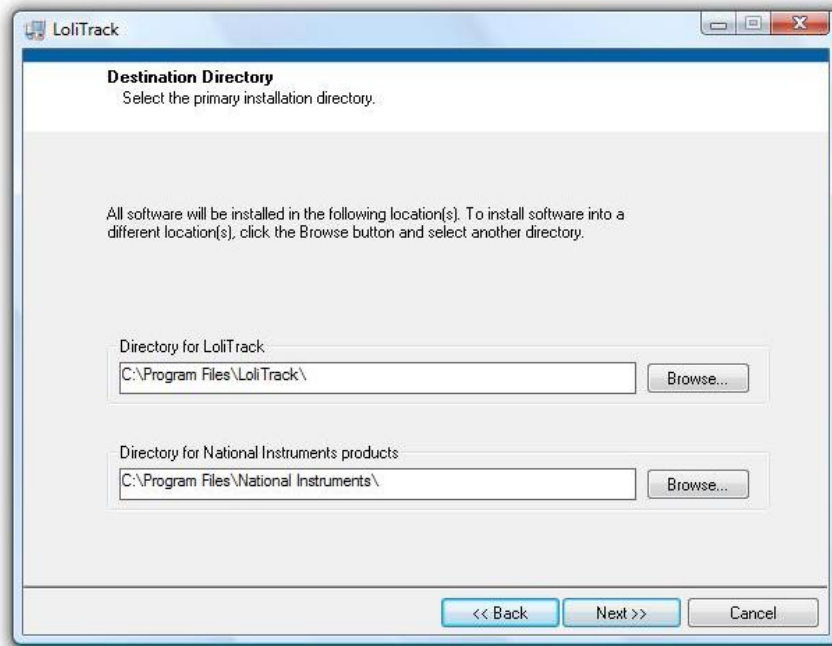 LoliTrack
Destination Directory
Select the primary installation directory.
All software will be installed in the following location(s). To install software into a
different location(s), click the Browse button and select another directory.
Directory for LoliTrack
C:\Program Files\LoliTrack\
Browse...
Directory for National Instruments products
C:\Program Files\National Instruments\
Browse...
<< Back
Next >>
Cancel